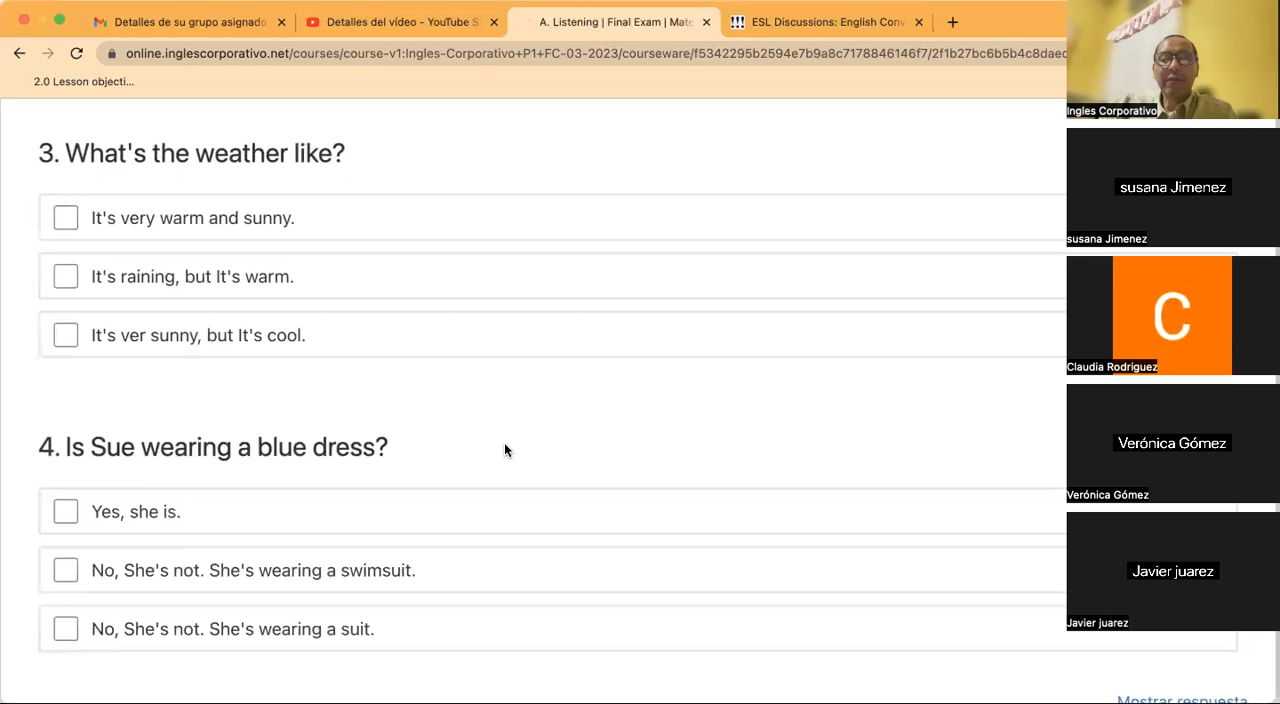 Detalles de su grupo asignado
Detalles del vídeo - YouTube S
A. Listening | Final Exam | Mate
ESL Discussions: English Conv
online.inglescorporativo.net/courses/course-v1:Ingles-Corporativo+P1+FC-03-2023/courseware/f5342295b2594e7b9a8c7178846146f7/2f1b27bc6b5b4c8daed
2.0 Lesson objecti...
3. What's the weather like?
It's very warm and sunny.
It's raining, but It's warm.
It's ver sunny, but It's cool.
4. Is Sue wearing a blue dress?
Yes, she is.
No, She's not. She's wearing a swimsuit.
No, She's not. She's wearing a suit.
Mostrar respuesta
Ingles Corporativo
susana Jimenez
susana Jimenez
C
Claudia Rodriguez
Verónica Gómez
Verónica Gómez
Javier juarez
Javier juarez